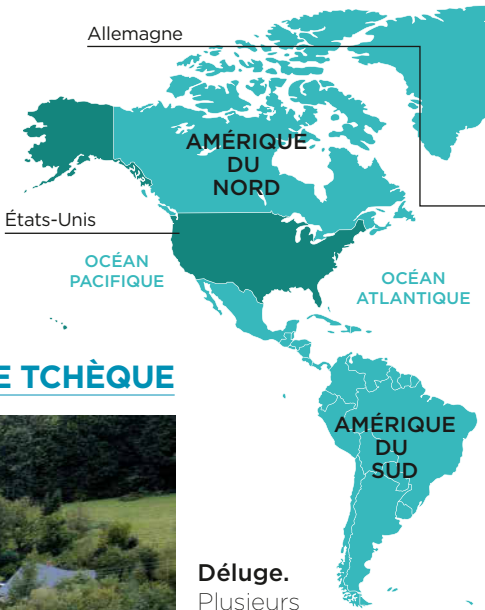 Allemagne
AMÉRIQUE
DU
NORD
États-Unis
OCÉAN
PACIFIQUE
OCÉAN
ATLANTIQUE
E TCHÈQUE
AMÉRIQUE
DU
SUD
Déluge.
Plusieurs